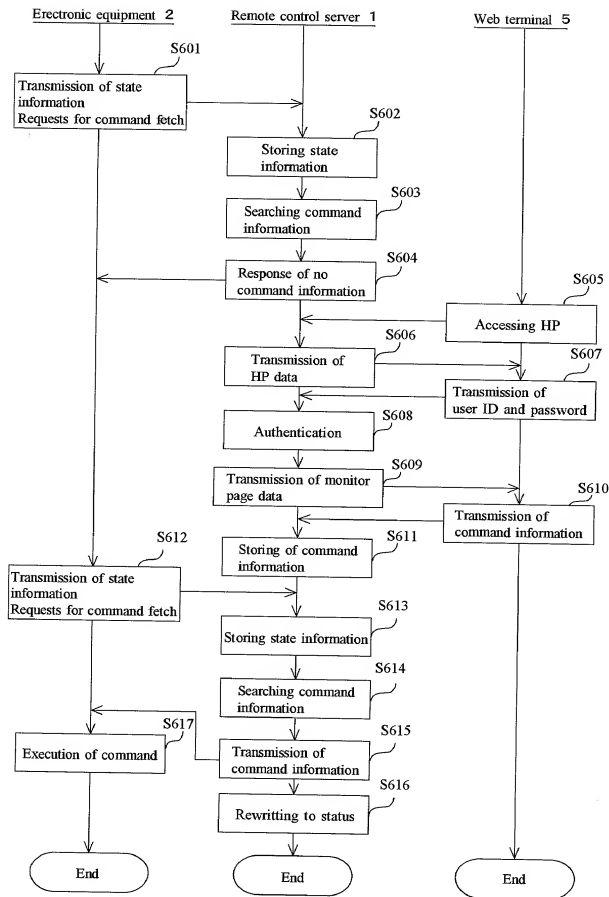 Erectronic equipment 2
Remote control server 1
Web terminal 5
S601
Transmission of state
information
Requests for command fetch
S602
Storing state
information
S603
Searching command
information
S604
Response of no
command information
S605
Accessing HP
S606
Transmission of
HP data
S607
Transmission of
user ID and password
S608
Authentication
S609
Transmission of monitor
page data
S610
Transmission of
command information
S611
Storing of command
information
S612
Transmission of state
information
Requests for command fetch
S613
Storing state information
S614
Searching command
information
S615
Transmission of
command information
S617
Execution of command
S616
Rewritting to status
End
End
End